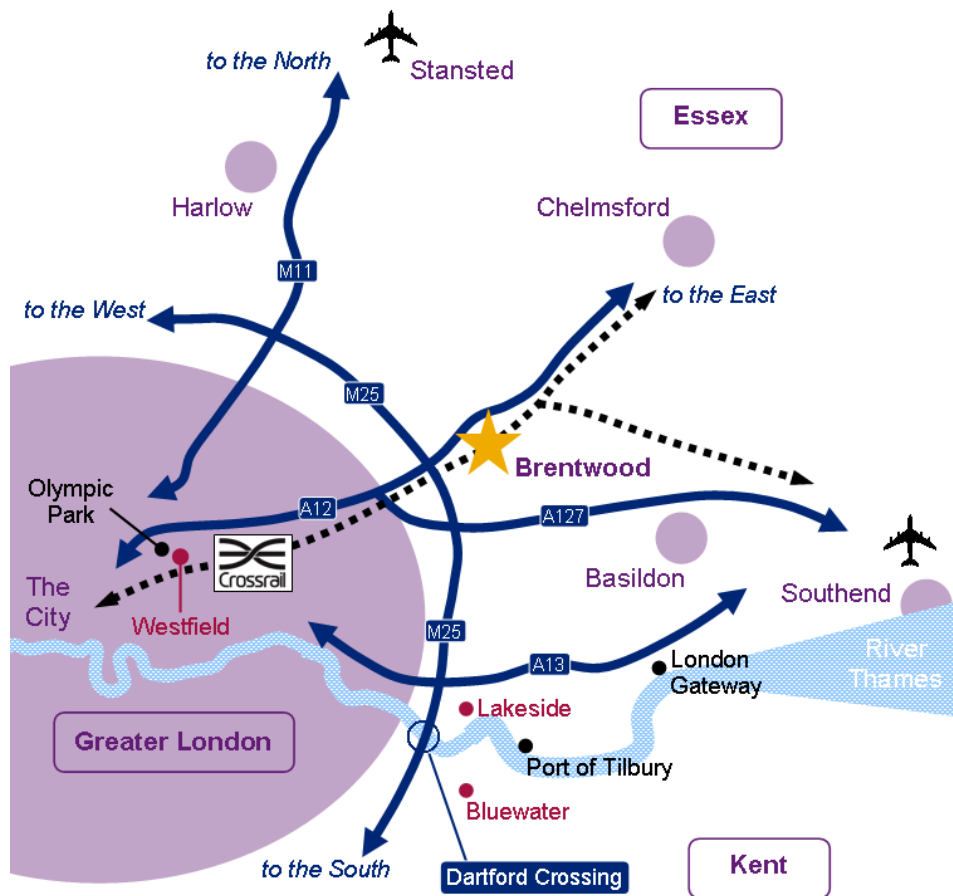 to the North
Stansted
Essex
Harlow
Chelmsford
M11
to the West
to the East
M25
Brentwood
Olympic
Park
A12
A127
Crossrail
Basildon
The
City
Westfield
Southend
M25
A13
London
Gateway
River
Thames
Lakeside
Greater London
Port of Tilbury
Bluewater
to the South
Dartford Crossing
Kent